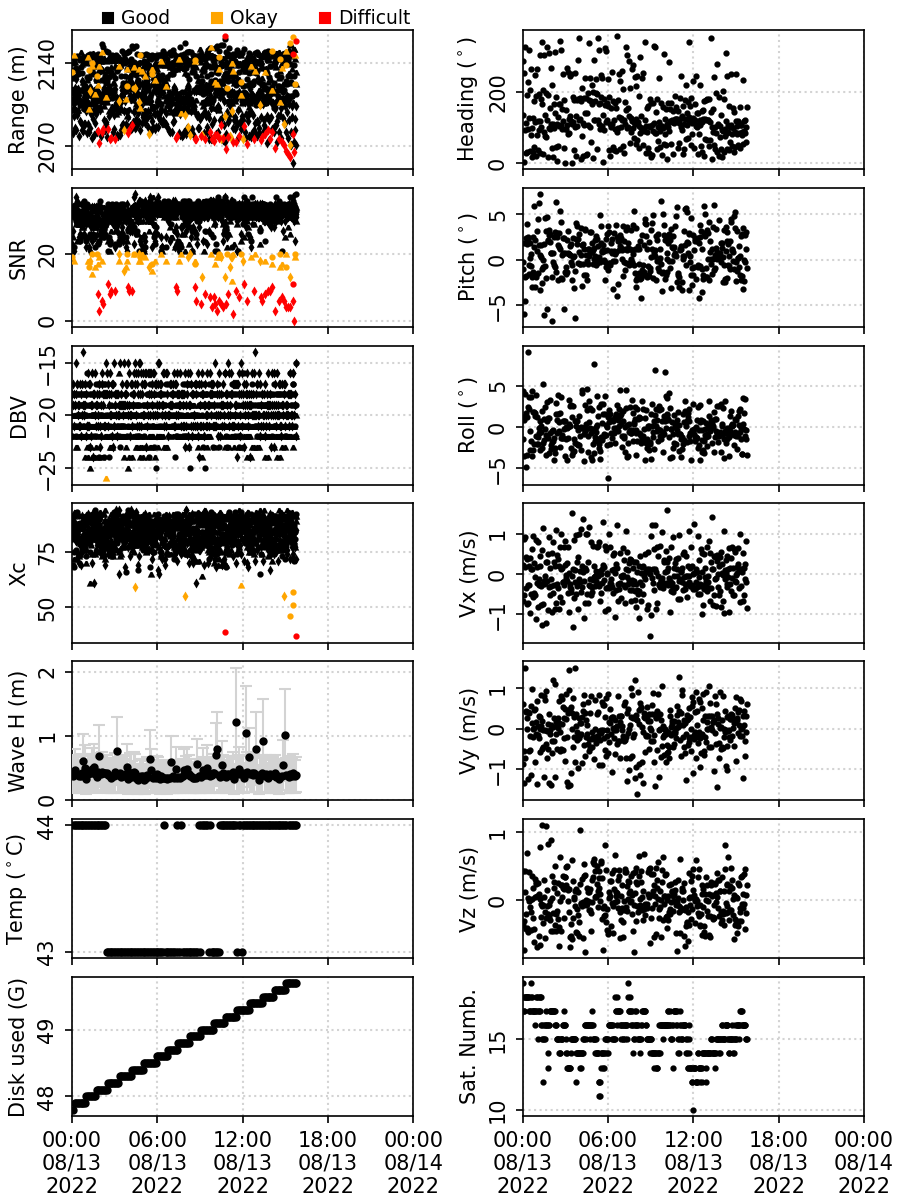 Good Okay Difficult
Range (m)
2140
2070
Heading (°)
200
0
SNR
20
0
Pitch (°)
5
0
−5
DBV
−15
−20
−25
Roll (°)
5
0
−5
Xc
75
50
Vx (m/s)
1
0
−1
Wave H (m)
2
1
0
Vy (m/s)
1
0
−1
Temp (°C)
44
43
Vz (m/s)
1
0
Disk used (G)
49
48
Sat. Numb.
15
10
00:00 06:00 12:00 18:00 00:00 00:00 06:00 12:00 18:00 00:00
08/13 08/13 08/13 08/13 08/14 08/13 08/13 08/13 08/13 08/14
2022 2022 2022 2022 2022 2022 2022 2022 2022 2022